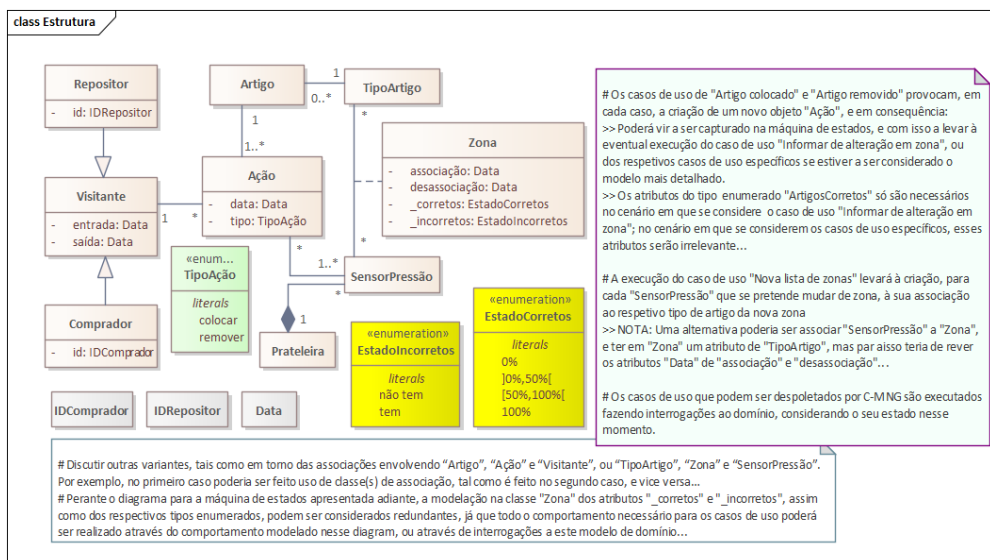 class Estrutura
Repositor
- id: IDRepositor
Artigo
1
0..*
TipoArtigo
1
1..*
*
Zona
- associação: Data
- desassociação: Data
- _corretos: EstadoCorretos
- _incorretos: EstadoIncorretos
Visitante
- entrada: Data
- saída: Data
1
*
Ação
- data: Data
- tipo: TipoAção
*
1..*
*
SensorPressão
*
1
Prateleira
«enum...
TipoAção
literals
colocar
remover
Comprador
- id: IDComprador
«enumeration»
EstadoIncorretos
literals
não tem
tem
«enumeration»
EstadoCorretos
literals
0%
]0%,50%[
[50%,100%[
100%
IDComprador
IDRepositor
Data
# Os casos de uso de "Artigo colocado" e "Artigo removido" provocam, em
cada caso, a criação de um novo objeto "Ação", e em consequência:
>> Poderá vir a ser capturado na máquina de estados, e com isso a levar à
eventual execução do caso de uso "Informar de alteração em zona", ou
dos respetivos casos de uso específicos se estiver a ser considerado o
modelo mais detalhado.
>> Os atributos do tipo enumerado "ArtigosCorretos" só são necessários
no cenário em que se considere o caso de uso "Informar de alteração em
zona"; no cenário em que se considerem os casos de uso específicos, esses
atributos serão irrelevante...
# A execução do caso de uso "Nova lista de zonas" levará à criação, para
cada "SensorPressão" que se pretende mudar de zona, à sua associação
ao respetivo tipo de artigo da nova zona
>> NOTA: Uma alternativa poderia ser associar "SensorPressão" a "Zona",
e ter em "Zona" um atributo de "TipoArtigo", mas par aisso teria de rever
os atributos "Data" de "associação" e "desassociação"...
# Os casos de uso que podem ser despoletados por C-MNG são executados
fazendo interrogações ao domínio, considerando o seu estado nesse
momento.
# Discutir outras variantes, tais como em torno das associações envolvendo “Artigo”, “Ação” e “Visitante”, ou “TipoArtigo”, “Zona” e “SensorPressão”.
Por exemplo, no primeiro caso poderia ser feito uso de classe(s) de associação, tal como é feito no segundo caso, e vice versa...
# Perante o diagrama para a máquina de estados apresentada adiante, a modelação na classe "Zona" dos atributos "_corretos" e "_incorretos", assim
como dos respectivos tipos enumerados, podem ser considerados redundantes, já que todo o comportamento necessário para os casos de uso poderá
ser realizado através do comportamento modelado nesse diagram, ou através de interrogações a este modelo de domínio...